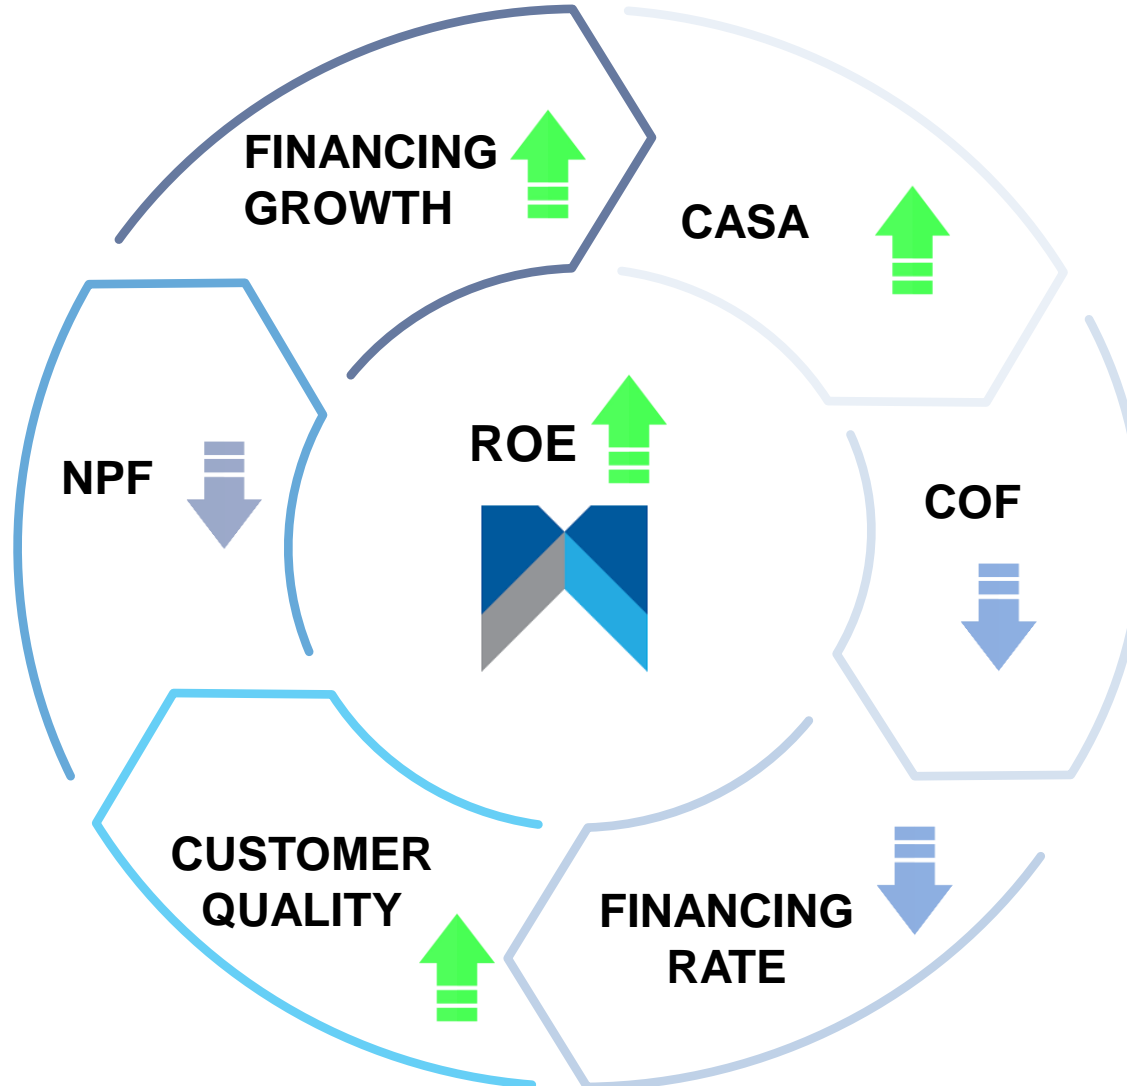 FINANCING
GROWTH
CASA
ROE
NPF
COF
CUSTOMER
QUALITY
FINANCING
RATE